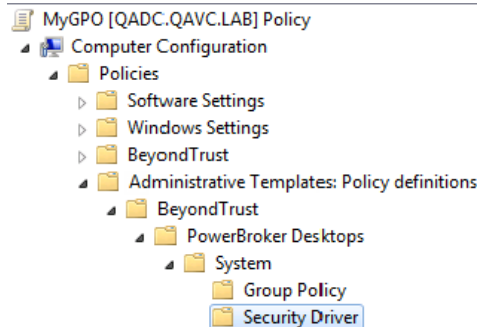 MyGPO [QADC.QAVC.LAB] Policy
Computer Configuration
Policies
Software Settings
Windows Settings
BeyondTrust
Administrative Templates: Policy definitions
BeyondTrust
PowerBroker Desktops
System
Group Policy
Security Driver